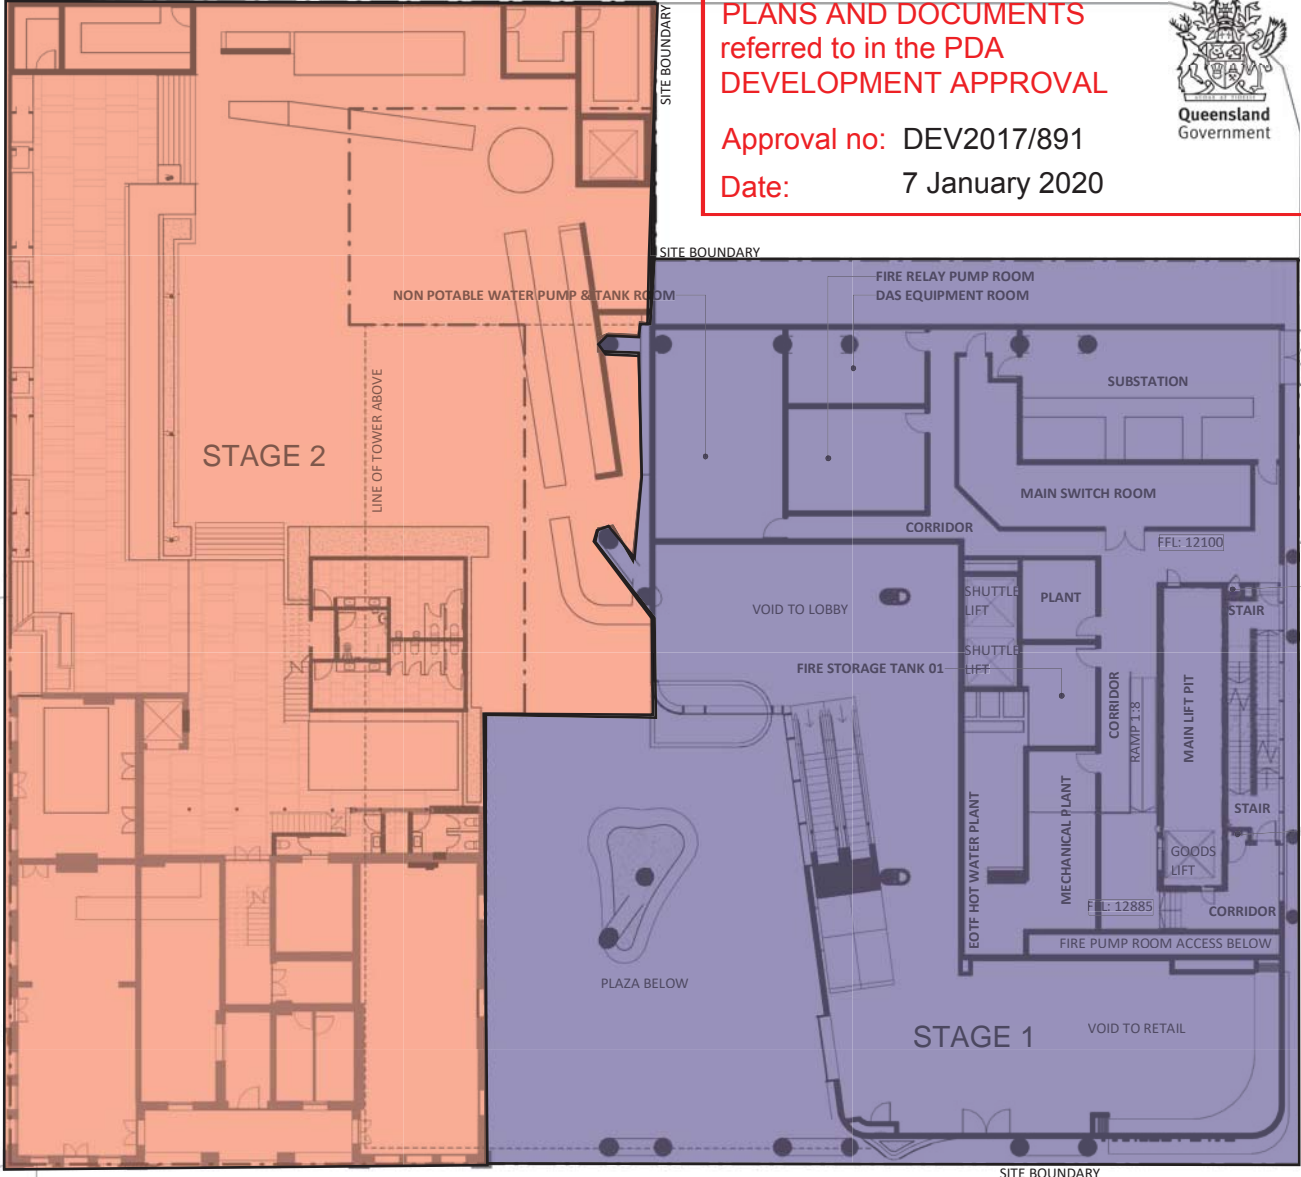 PLANS AND DOCUMENTS
referred to in the PDA
DEVELOPMENT APPROVAL
Approval no: DEV2017/891
Date: 7 January 2020
Queensland
Government
SITE BOUNDARY
SITE BOUNDARY
FIRE RELAY PUMP ROOM
NON POTABLE WATER PUMP & TANK ROOM
DAS EQUIPMENT ROOM
SUBSTATION
LINE OF TOWER ABOVE
STAGE 2
MAIN SWITCH ROOM
CORRIDOR
FFL: 12100
SHUTTLE
LIFT
PLANT
VOID TO LOBBY
STAIR
SHUTTLE
LIFT
FIRE STORAGE TANK 01
CORRIDOR
RAMP 1:8
MAIN LIFT PIT
STAIR
EOTF HOT WATER PLANT
MECHANICAL PLANT
GOODS
LIFT
FFL: 12885
CORRIDOR
FIRE PUMP ROOM ACCESS BELOW
PLAZA BELOW
STAGE 1
VOID TO RETAIL
SITE BOUNDARY